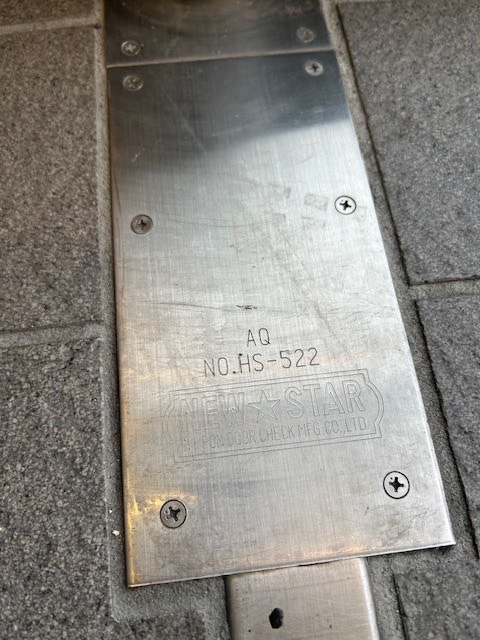 AQ
NO.HS-522
NEW☆STAR
NIPPON DOOR CHECK MFG.CO.,LTD.